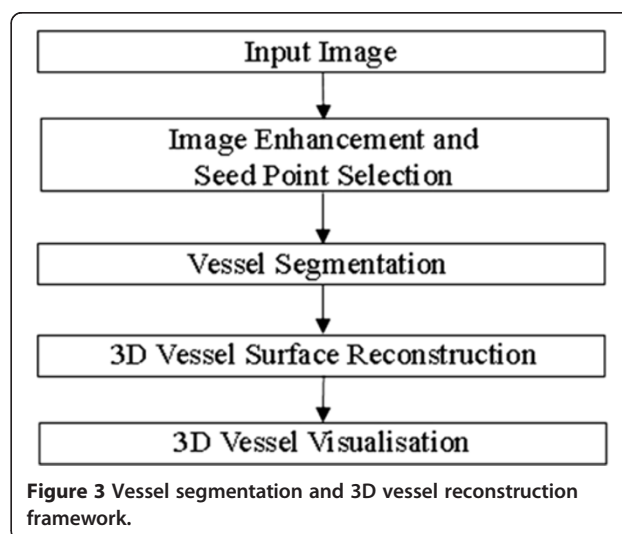 Input Image
Image Enhancement and
Seed Point Selection
Vessel Segmentation
3D Vessel Surface Reconstruction
3D Vessel Visualisation
Figure 3 Vessel segmentation and 3D vessel reconstruction
framework.